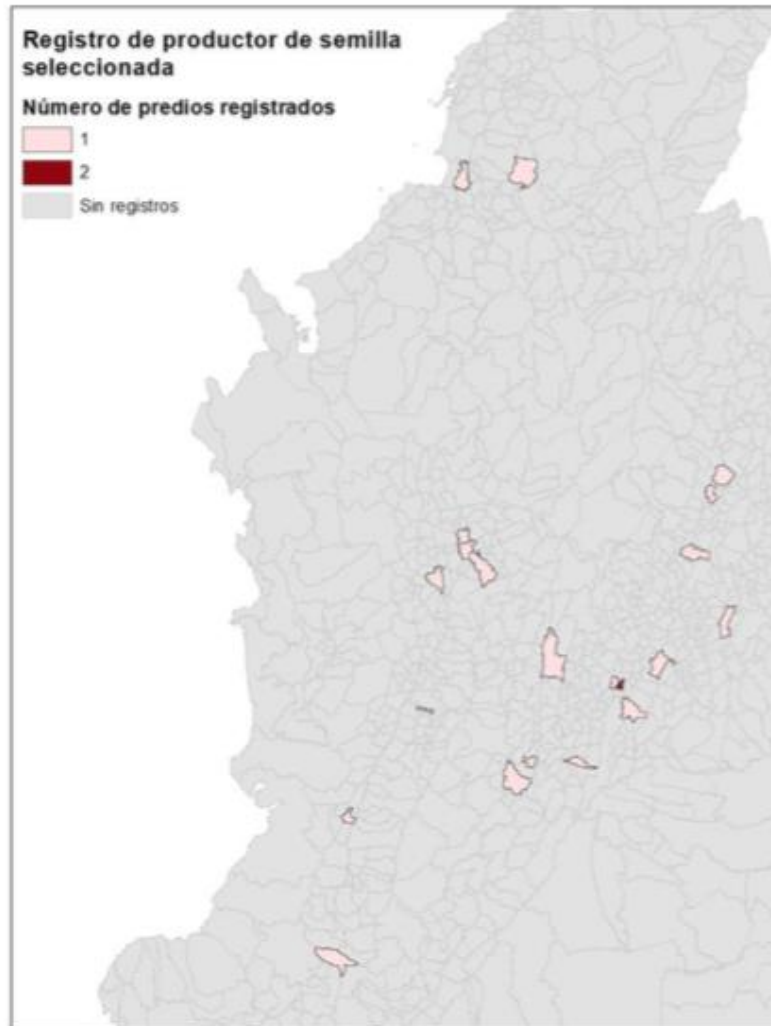 Registro de productor de semilla
seleccionada
Número de predios registrados
1
2
Sin registros